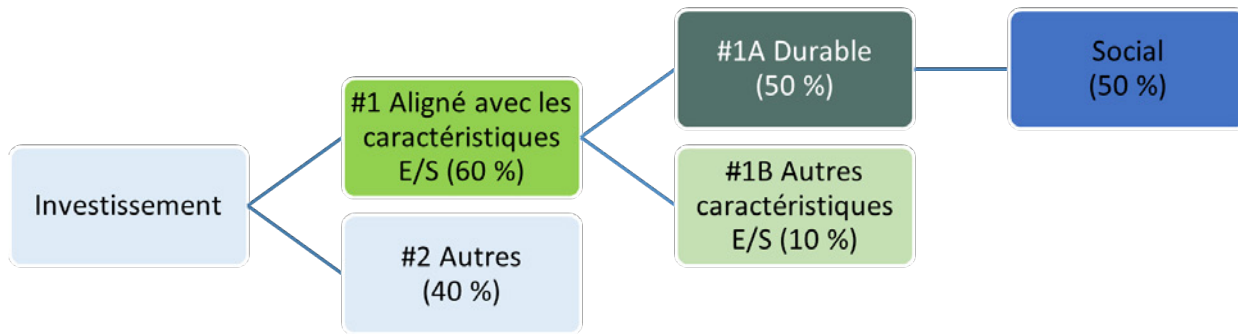 Investissement
#1 Aligné avec les
caractéristiques
E/S (60 %)
#2 Autres
(40 %)
#1A Durable
(50 %)
#1B Autres
caractéristiques
E/S (10 %)
Social
(50 %)